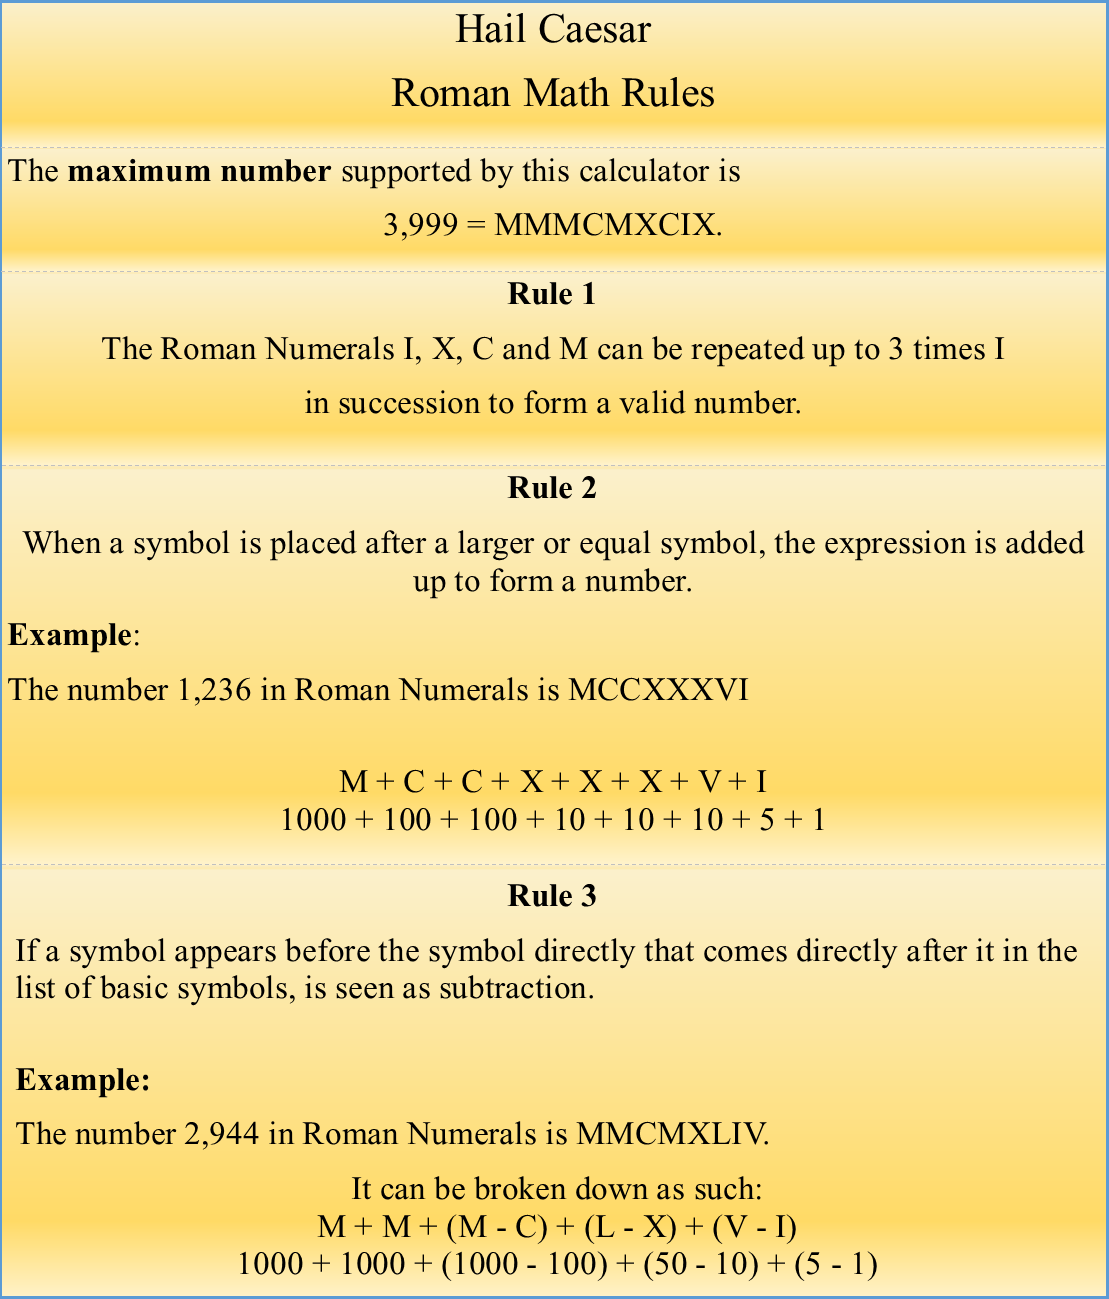 Hail Caesar
Roman Math Rules
The maximum number supported by this calculator is
3,999 = MMMCMXCIX.
Rule 1
The Roman Numerals I, X, C and M can be repeated up to 3 times I
in succession to form a valid number.
Rule 2
When a symbol is placed after a larger or equal symbol, the expression is added
up to form a number.
Example:
The number 1,236 in Roman Numerals is MCCXXXVI
M + C + C + X + X + X + V + I
1000 + 100 + 100 + 10 + 10 + 10 + 5 + 1
Rule 3
If a symbol appears before the symbol directly that comes directly after it in the
list of basic symbols, is seen as subtraction.
Example:
The number 2,944 in Roman Numerals is MMCMXLIV.
It can be broken down as such:
M + M + (M - C) + (L - X) + (V - I)
1000 + 1000 + (1000 - 100) + (50 - 10) + (5 - 1)